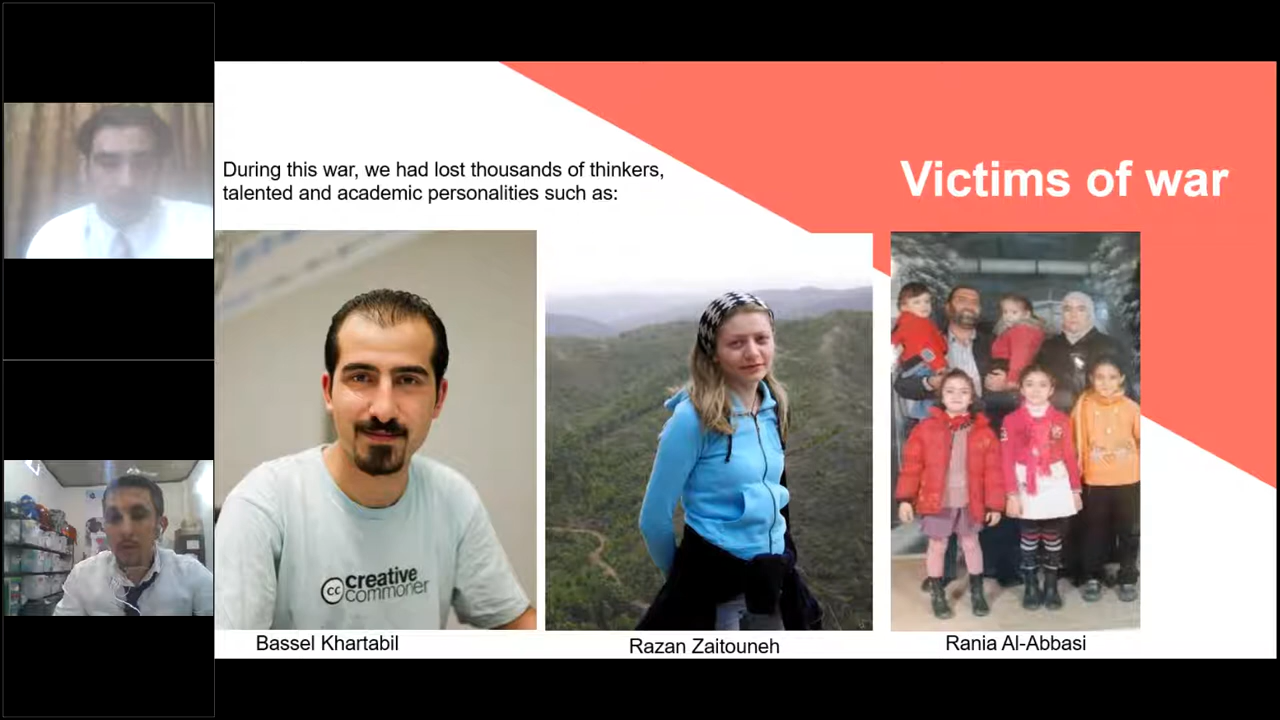 During this war, we had lost thousands of thinkers,
talented and academic personalities such as:
Victims of war
cc creative
commoner
Bassel Khartabil
Razan Zaitouneh
Rania Al-Abbasi